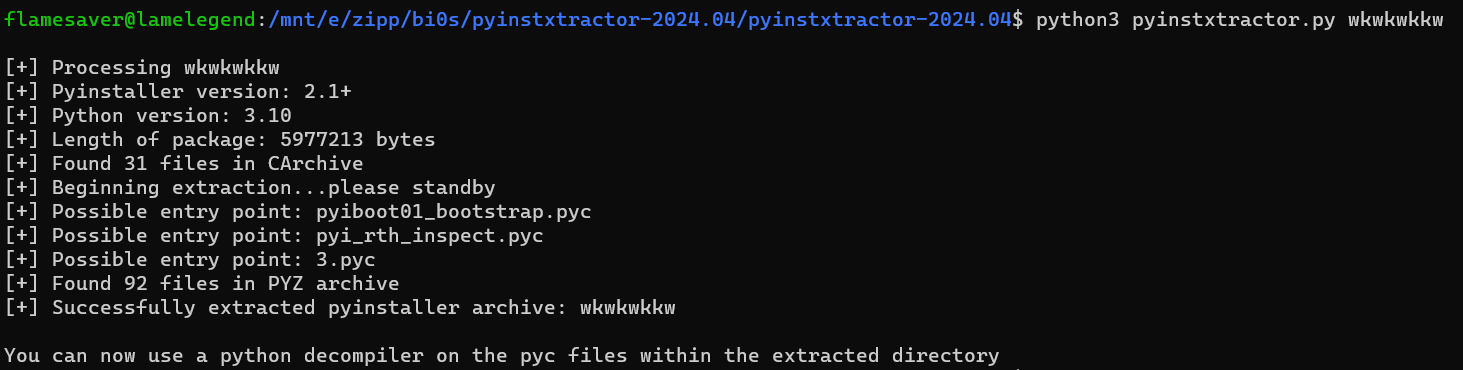 flamesaver@lamelegend:/mnt/e/zipp/bi0s/pyinstxtractor-2024.04/pyinstxtractor-2024.04$ python3 pyinstxtractor.py wkwkwkkw
[+] Processing wkwkwkkw
[+] Pyinstaller version: 2.1+
[+] Python version: 3.10
[+] Length of package: 5977213 bytes
[+] Found 31 files in CArchive
[+] Beginning extraction...please standby
[+] Possible entry point: pyiboot01_bootstrap.pyc
[+] Possible entry point: pyi_rth_inspect.pyc
[+] Possible entry point: 3.pyc
[+] Found 92 files in PYZ archive
[+] Successfully extracted pyinstaller archive: wkwkwkkw
You can now use a python decompiler on the pyc files within the extracted directory